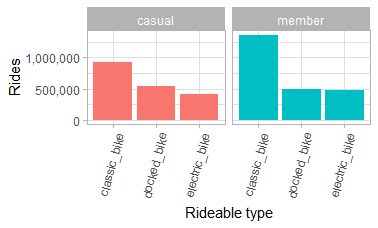 casual member
Rides
1,000,000
500,000
0
classic_bike docked_bike electric_bike classic_bike docked_bike electric_bike
Rideable type